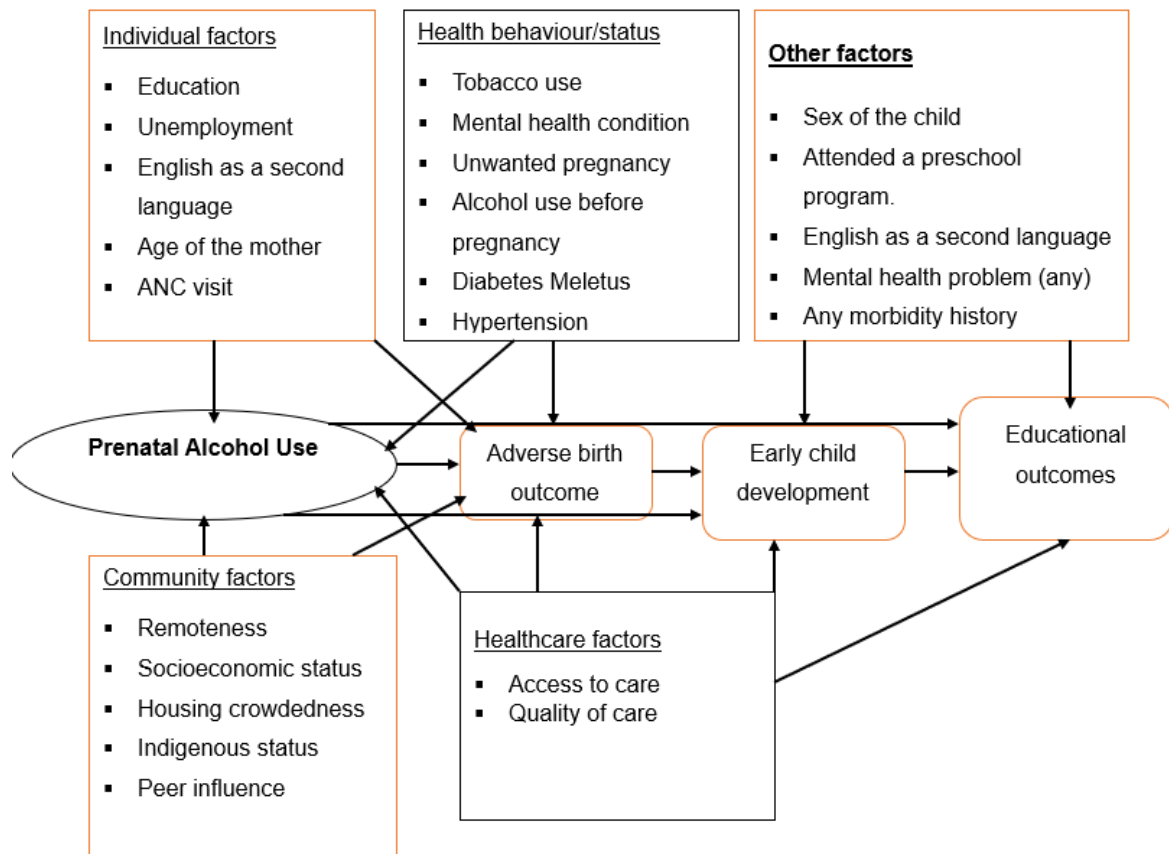 Individual factors
▪ Education
▪ Unemployment
▪ English as a second
language
▪ Age of the mother
▪ ANC visit
Health behaviour/status
▪ Tobacco use
▪ Mental health condition
▪ Unwanted pregnancy
▪ Alcohol use before
pregnancy
▪ Diabetes Meletus
▪ Hypertension
Other factors
▪ Sex of the child
▪ Attended a preschool
program.
▪ English as a second language
▪ Mental health problem (any)
▪ Any morbidity history
Prenatal Alcohol Use
Adverse birth
outcome
Early child
development
Educational
outcomes
Community factors
▪ Remoteness
▪ Socioeconomic status
▪ Housing crowdedness
▪ Indigenous status
▪ Peer influence
Healthcare factors
▪ Access to care
▪ Quality of care